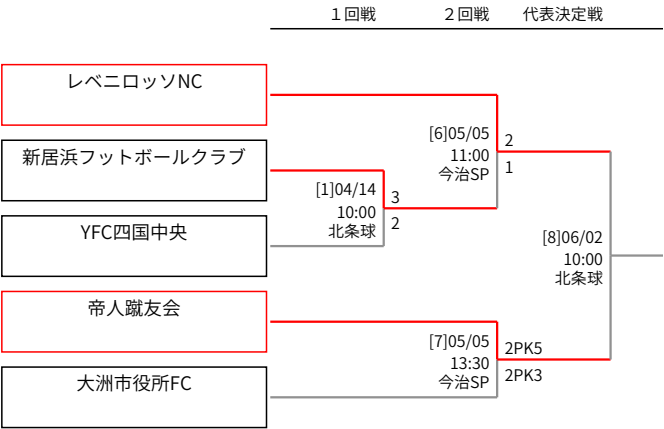 １回戦
２回戦
代表決定戦
レベニロッソNC
[6]05/05
11:00
今治SP
2
1
新居浜フットボールクラブ
[1]04/14
10:00
北条球
3
2
YFC四国中央
[8]06/02
10:00
北条球
帝人蹴友会
[7]05/05
13:30
今治SP
2PK5
2PK3
大洲市役所FC